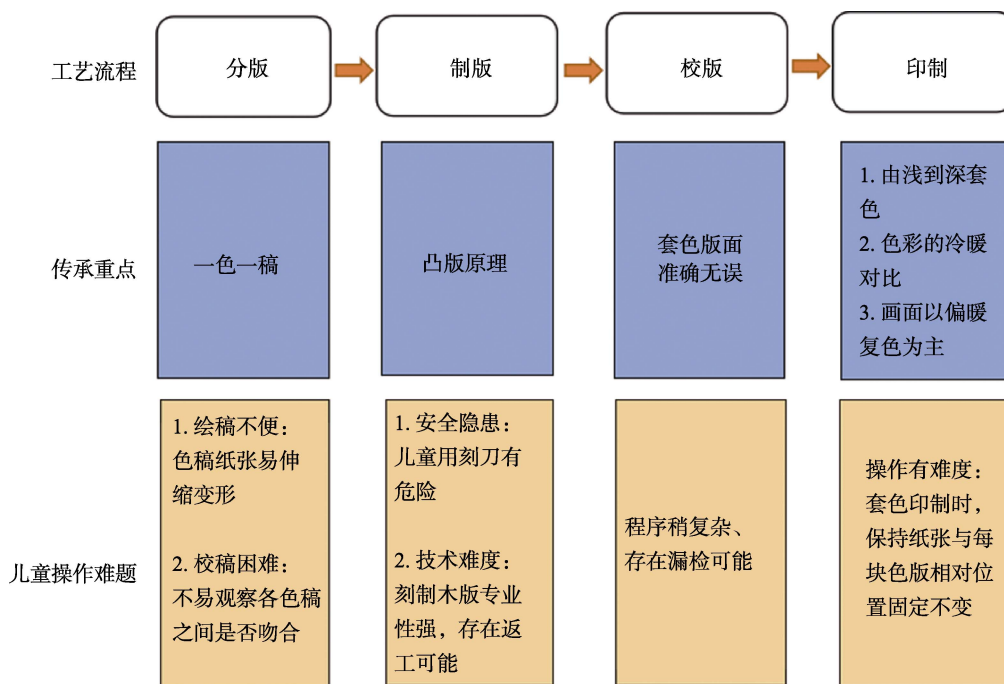 工艺流程
分版
制版
校版
印制
传承重点
一色一稿
凸版原理
套色版面
准确无误
1. 由浅到深套
色
2. 色彩的冷暖
对比
3. 画面以偏暖
复色为主
儿童操作难题
1. 绘稿不便：
色稿纸张易伸
缩变形
2. 校稿困难：
不易观察各色稿
之间是否吻合
1. 安全隐患：
儿童用刻刀有
危险
2. 技术难度：
刻制木版专业
性强，存在返
工可能
程序稍复杂、
存在漏检可能
操作有难度：
套色印制时，
保持纸张与每
块色版相对位
置固定不变